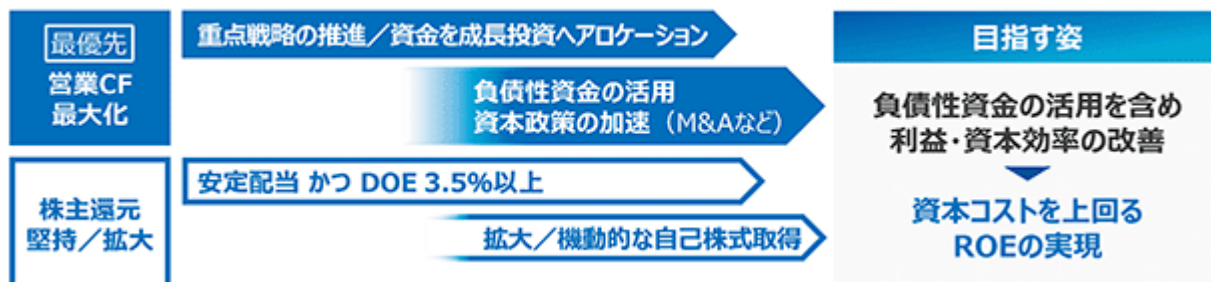 最優先
営業CF
最大化
重点戦略の推進／資金を成長投資へアロケーション
負債性資金の活用
資本政策の加速（M&Aなど）
株主還元
堅持／拡大
安定配当 かつ DOE 3.5%以上
拡大／機動的な自己株式取得
目指す姿
負債性資金の活用を含め
利益・資本効率の改善
資本コストを上回る
ROEの実現